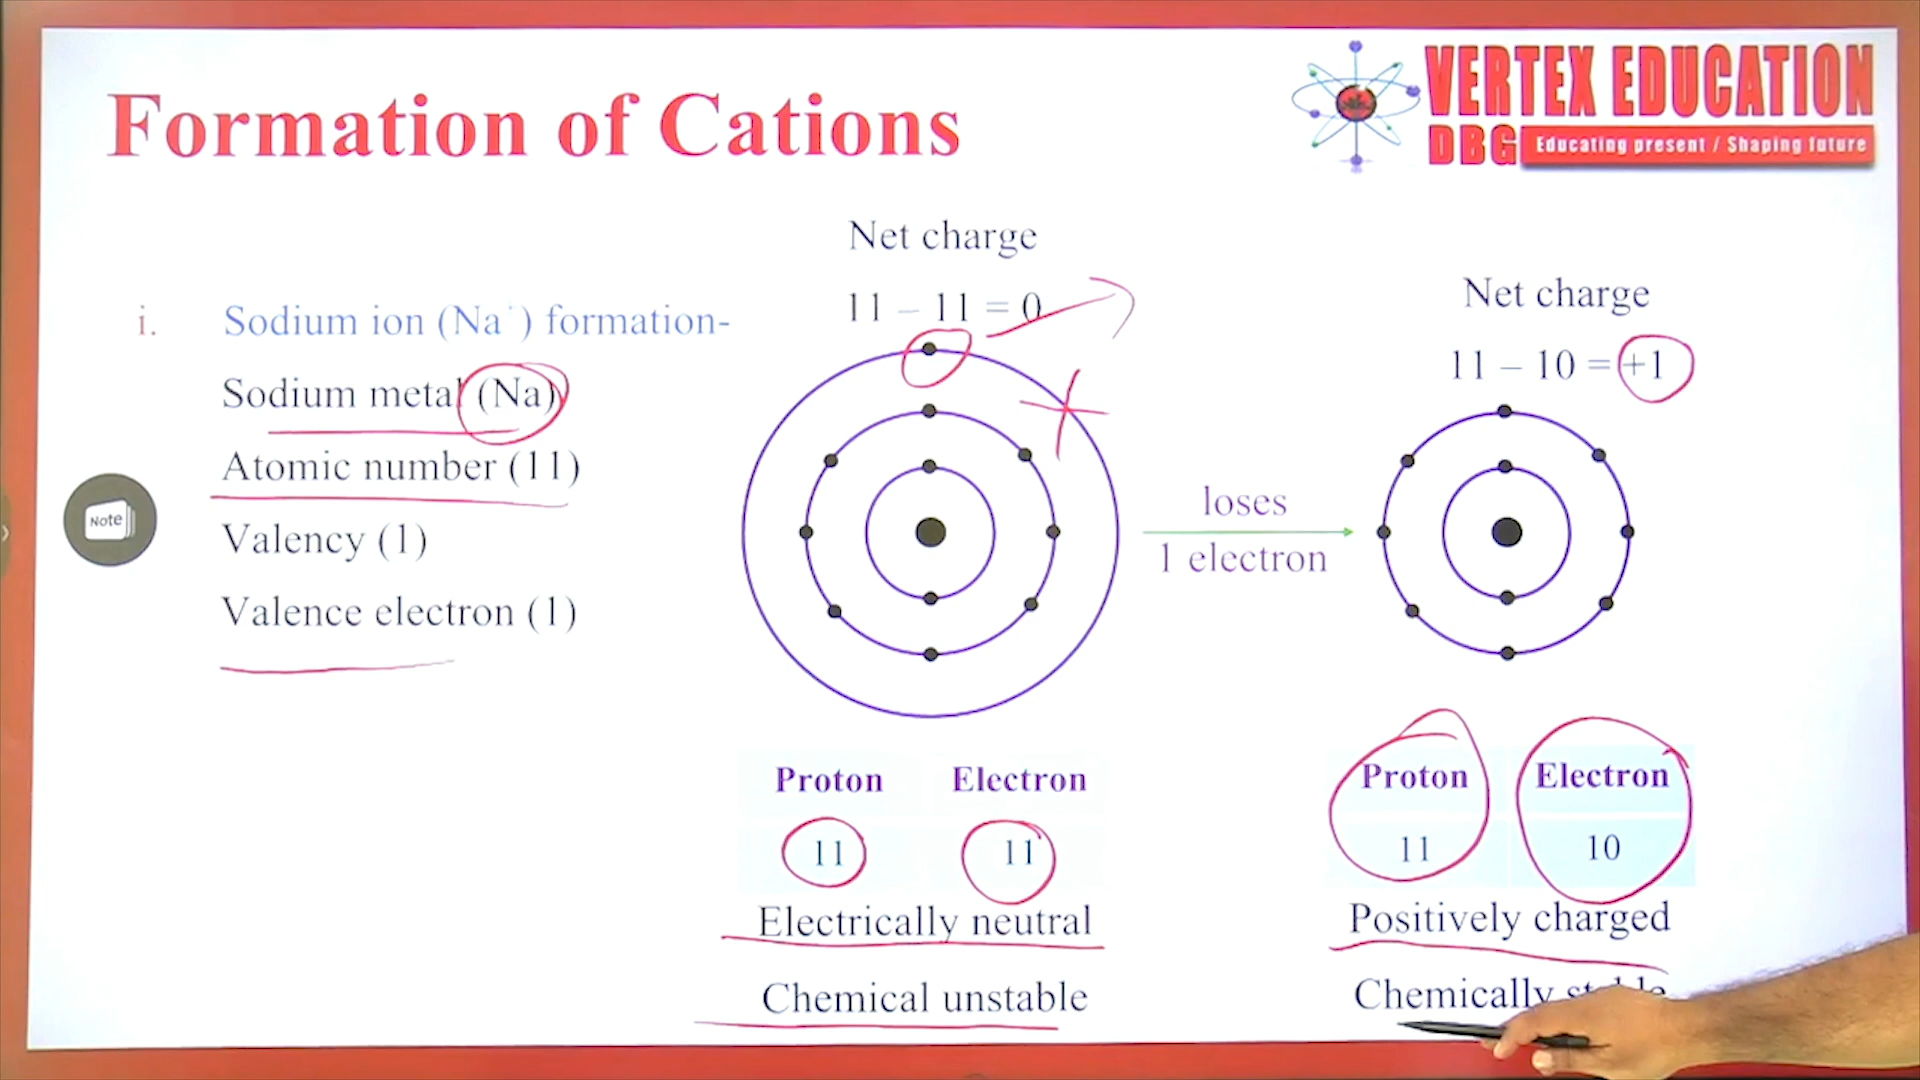 Formation of Cations
VERTEX EDUCATION
DBG Educating present / Shaping future
i. Sodium ion (Na⁺) formation-
Sodium metal (Na)
Atomic number (11)
Valency (1)
Valence electron (1)
Note
Net charge
11 – 11 = 0
loses
1 electron
Net charge
11 – 10 = +1
Proton Electron
11 11
Electrically neutral
Chemical unstable
Proton Electron
11 10
Positively charged
Chemically